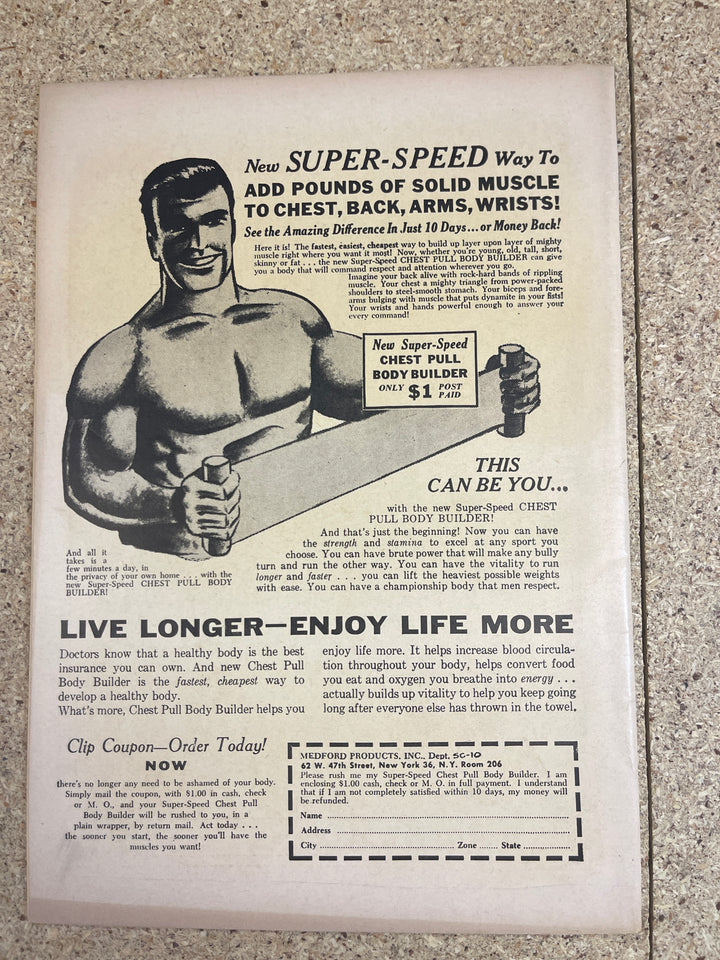 New SUPER-SPEED Way To
ADD POUNDS OF SOLID MUSCLE
TO CHEST, BACK, ARMS, WRISTS!
See the Amazing Difference In Just 10 Days... or Money Back!
Here it is! The fastest, easiest, cheapest way to build up layer upon layer of mighty
muscle right where you want it most! Now, whether you're young, old, tall, short,
skinny or fat . . . the new Super-Speed CHEST PULL BODY BUILDER can give
you a body that will command respect and attention wherever you go.
Imagine your back alive with rock-hard bands of rippling
muscle. Your chest a mighty triangle from power-packed
shoulders to steel-smooth stomach. Your biceps and fore-
arms bulging with muscle that puts dynamite in your fists!
Your wrists and hands powerful enough to answer your
every command!
New Super-Speed
CHEST PULL
BODY BUILDER
ONLY $1 POST
PAID
THIS
CAN BE YOU...
with the new Super-Speed CHEST
PULL BODY BUILDER!
And that's just the beginning! Now you can have
the strength and stamina to excel at any sport you
choose. You can have brute power that will make any bully
turn and run the other way. You can have the vitality to run
longer and faster . . . you can lift the heaviest possible weights
with ease. You can have a championship body that men respect.
And all it
takes is a
few minutes a day, in
the privacy of your own home . . . with the
new Super-Speed CHEST PULL BODY
BUILDER!
LIVE LONGER—ENJOY LIFE MORE
Doctors know that a healthy body is the best
insurance you can own. And new Chest Pull
Body Builder is the fastest, cheapest way to
develop a healthy body.
What's more, Chest Pull Body Builder helps you
enjoy life more. It helps increase blood circula-
tion throughout your body, helps convert food
you eat and oxygen you breathe into energy . . .
actually builds up vitality to help you keep going
long after everyone else has thrown in the towel.
Clip Coupon—Order Today!
NOW
there's no longer any need to be ashamed of your body.
Simply mail the coupon, with $1.00 in cash, check
or M. O., and your Super-Speed Chest Pull
Body Builder will be rushed to you, in a
plain wrapper, by return mail. Act today . . .
the sooner you start, the sooner you'll have the
muscles you want!
MEDFORD PRODUCTS, INC., Dept. SG-10
62 W. 47th Street, New York 36, N.Y. Room 206
Please rush me my Super-Speed Chest Pull Body Builder. I am
enclosing $1.00 cash, check or M. O. in full payment. I understand
that if I am not completely satisfied within 10 days, my money will
be refunded.
Name
Address
City Zone State